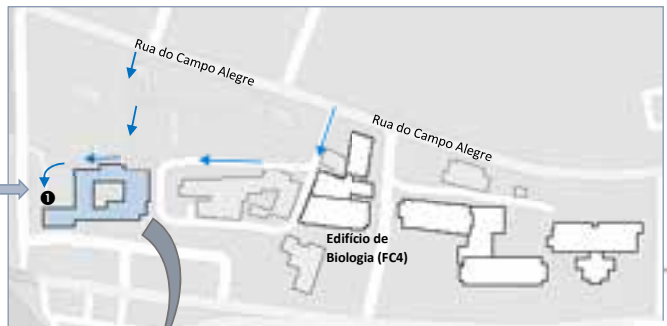 Rua do Campo Alegre
Rua do Campo Alegre
❶
Edifício de
Biologia (FC4)